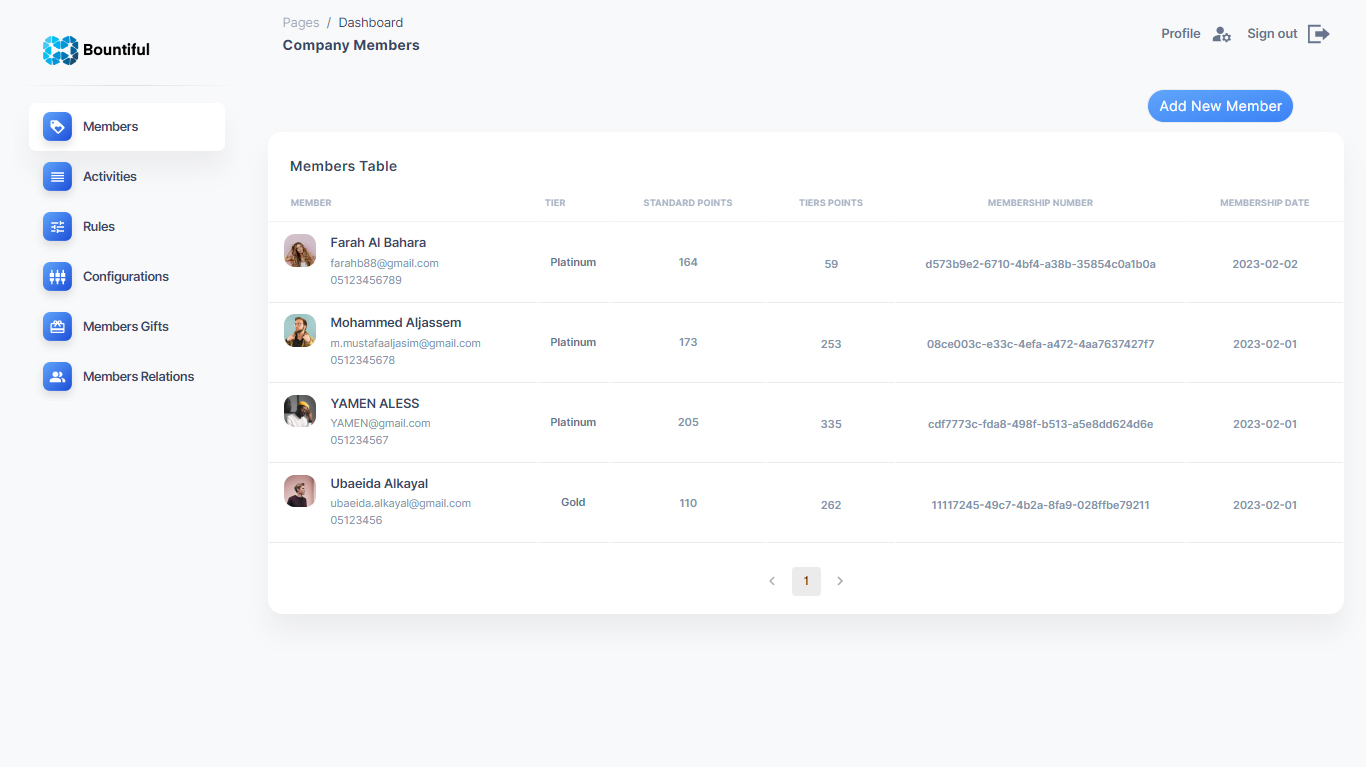 Pages / Dashboard
Company Members
Profile
Sign out
Bountiful
Members
Activities
Rules
Configurations
Members Gifts
Members Relations
Add New Member
Members Table
MEMBER TIER STANDARD POINTS TIERS POINTS MEMBERSHIP NUMBER MEMBERSHIP DATE
Farah Al Bahara
farahb88@gmail.com
05123456789
Platinum 164 59 d573b9e2-6710-4bf4-a38b-35854c0a1b0a 2023-02-02
Mohammed Aljassem
m.mustafaaljasim@gmail.com
0512345678
Platinum 173 253 08ce003c-e33c-4efa-a472-4aa7637427f7 2023-02-01
YAMEN ALESS
YAMEN@gmail.com
051234567
Platinum 205 335 cdf7773c-fda8-498f-b513-a5e8dd624d6e 2023-02-01
Ubaeida Alkayal
ubaeida.alkayal@gmail.com
05123456
Gold 110 262 11117245-49c7-4b2a-8fa9-028ffbe79211 2023-02-01
1